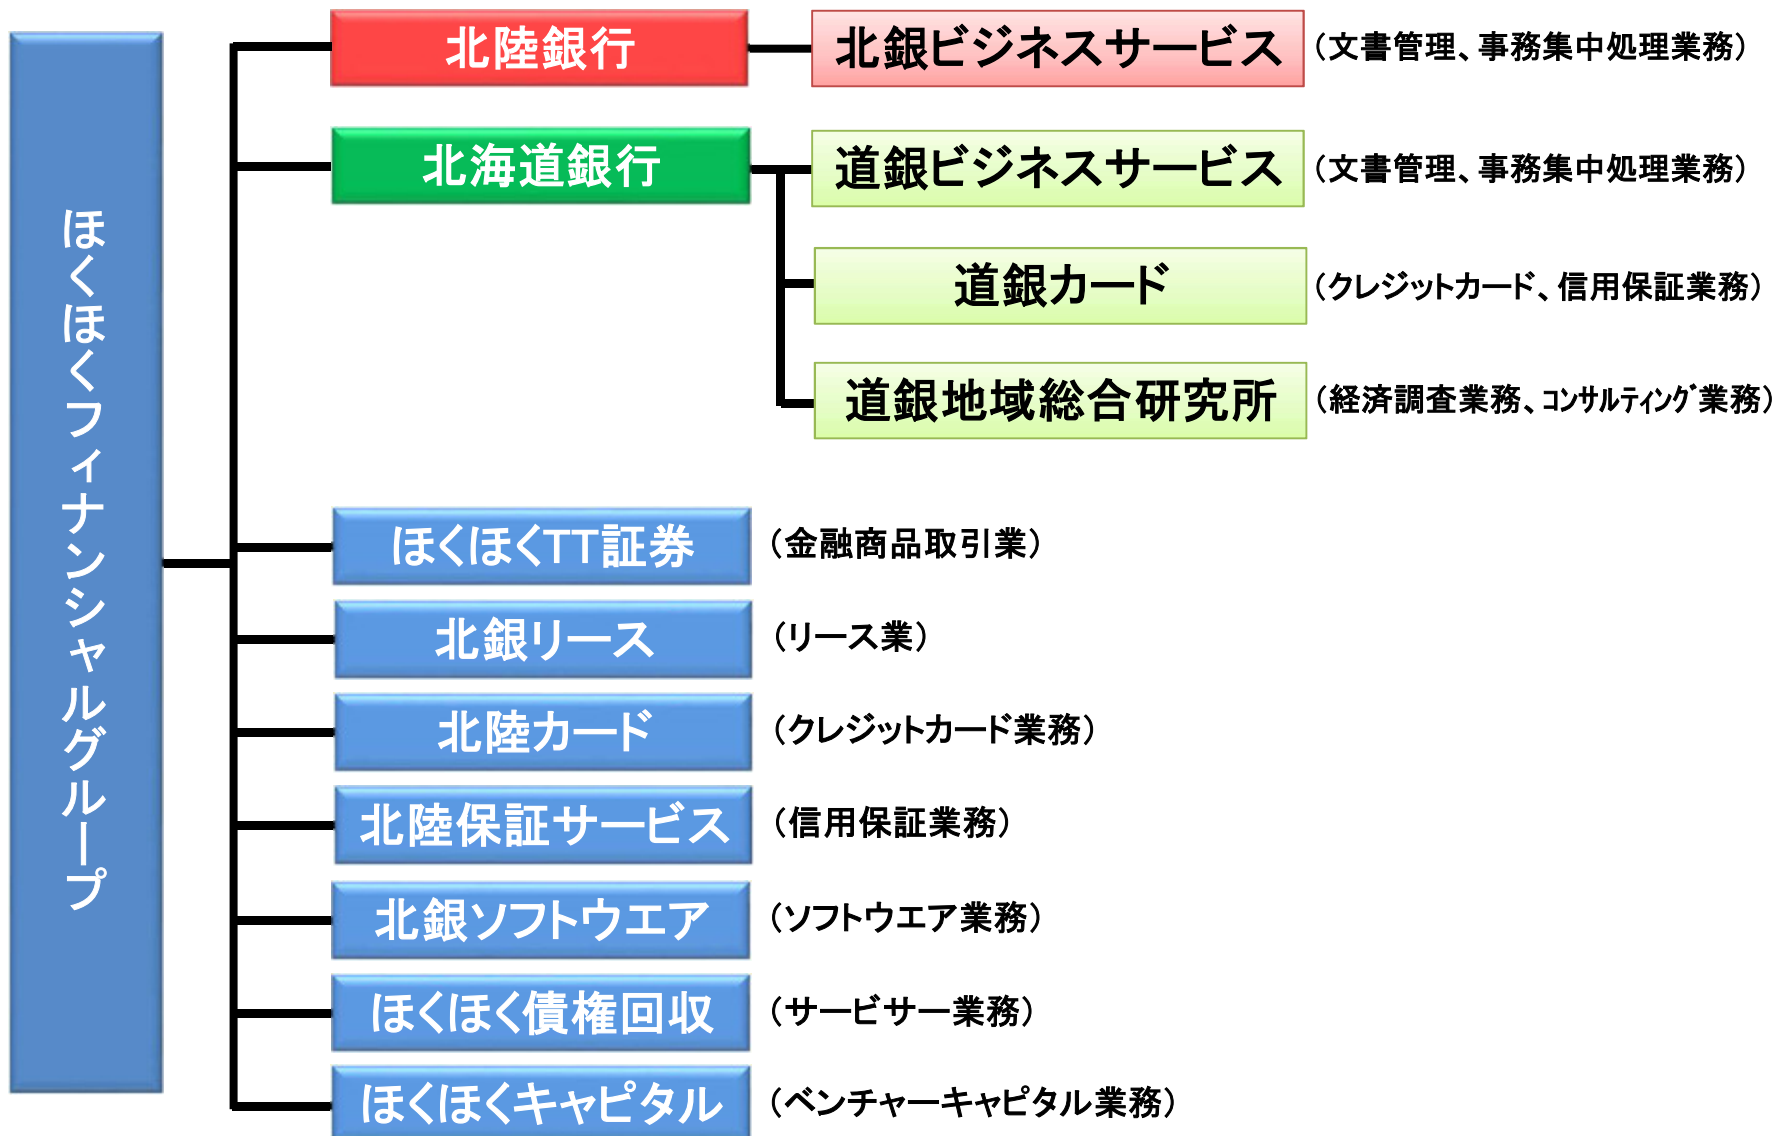 ほくほくフィナンシャルグループ
北陸銀行
北銀ビジネスサービス
（文書管理、事務集中処理業務）
北海道銀行
道銀ビジネスサービス
（文書管理、事務集中処理業務）
道銀カード
（クレジットカード、信用保証業務）
道銀地域総合研究所
（経済調査業務、ｺﾝｻﾙﾃｨﾝｸﾞ業務）
ほくほくTT証券
（金融商品取引業）
北銀リース
（リース業）
北陸カード
（クレジットカード業務）
北陸保証サービス
（信用保証業務）
北銀ソフトウエア
（ソフトウエア業務）
ほくほく債権回収
（サービサー業務）
ほくほくキャピタル
（ベンチャーキャピタル業務）